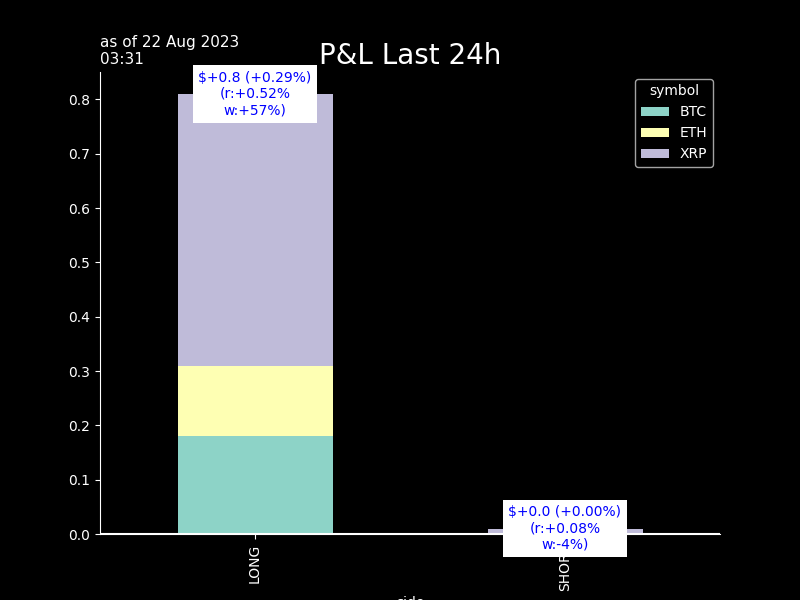 as of 22 Aug 2023
03:31
P&L Last 24h
$+0.8 (+0.29%)
(r:+0.52%
w:+57%)
symbol
BTC
ETH
XRP
0.8
0.7
0.6
0.5
0.4
0.3
0.2
0.1
0.0
$+0.0 (+0.00%)
(r:+0.08%
w:-4%)
LONG
SHOR